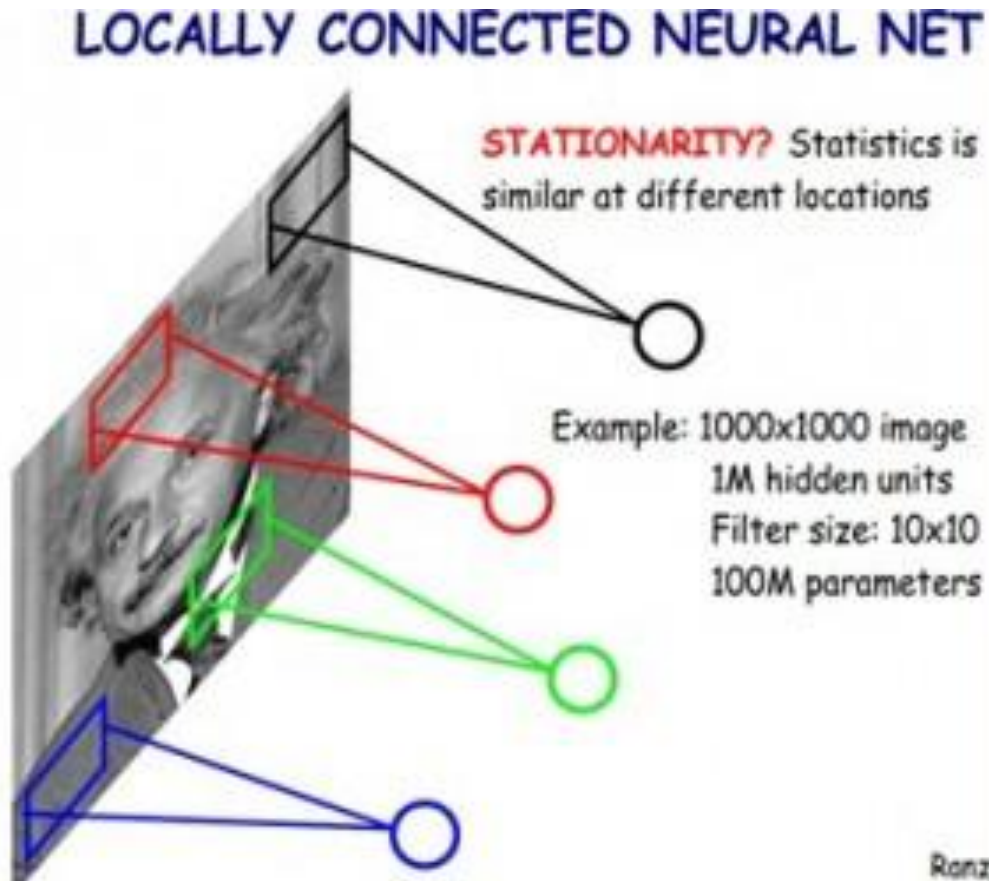 LOCALLY CONNECTED NEURAL NET
STATIONARITY? Statistics is
similar at different locations
Example: 1000x1000 image
1M hidden units
Filter size: 10x10
100M parameters
Ranz